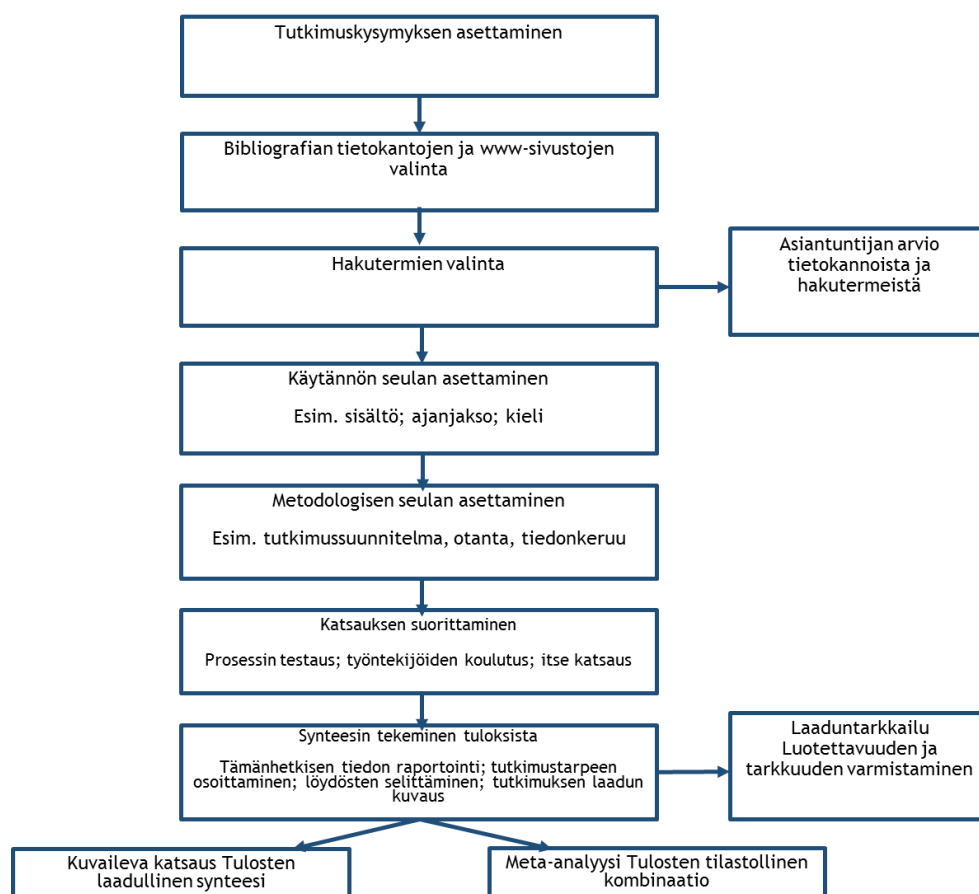 Tutkimuskysymyksen asettaminen
Bibliografian tietokantojen ja www-sivustojen
valinta
Hakutermien valinta
Asiantuntijan arvio
tietokannoista ja
hakutermeistä
Käytännön seulan asettaminen
Esim. sisältö; ajanjakso; kieli
Metodologisen seulan asettaminen
Esim. tutkimussuunnitelma, otanta, tiedonkeruu
Katsauksen suorittaminen
Prosessin testaus; työntekijöiden koulutus; itse katsaus
Synteesin tekeminen tuloksista
Tämänhetkisen tiedon raportointi; tutkimustarpeen
osoittaminen; löydösten selittäminen; tutkimuksen laadun
kuvaus
Laaduntarkkailu
Luotettavuuden ja
tarkkuuden varmistaminen
Kuvaileva katsaus Tulosten
laadullinen synteesi
Meta-analyysi Tulosten tilastollinen
kombinaatio